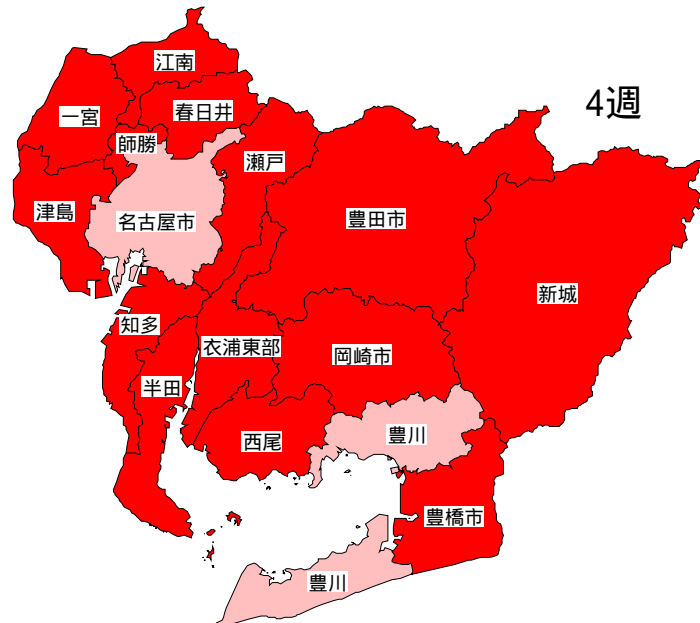 江南
4週
一宮
春日井
師勝
瀬戸
津島
名古屋市
豊田市
新城
知多
衣浦東部
岡崎市
半田
西尾
豊川
豊橋市
豊川